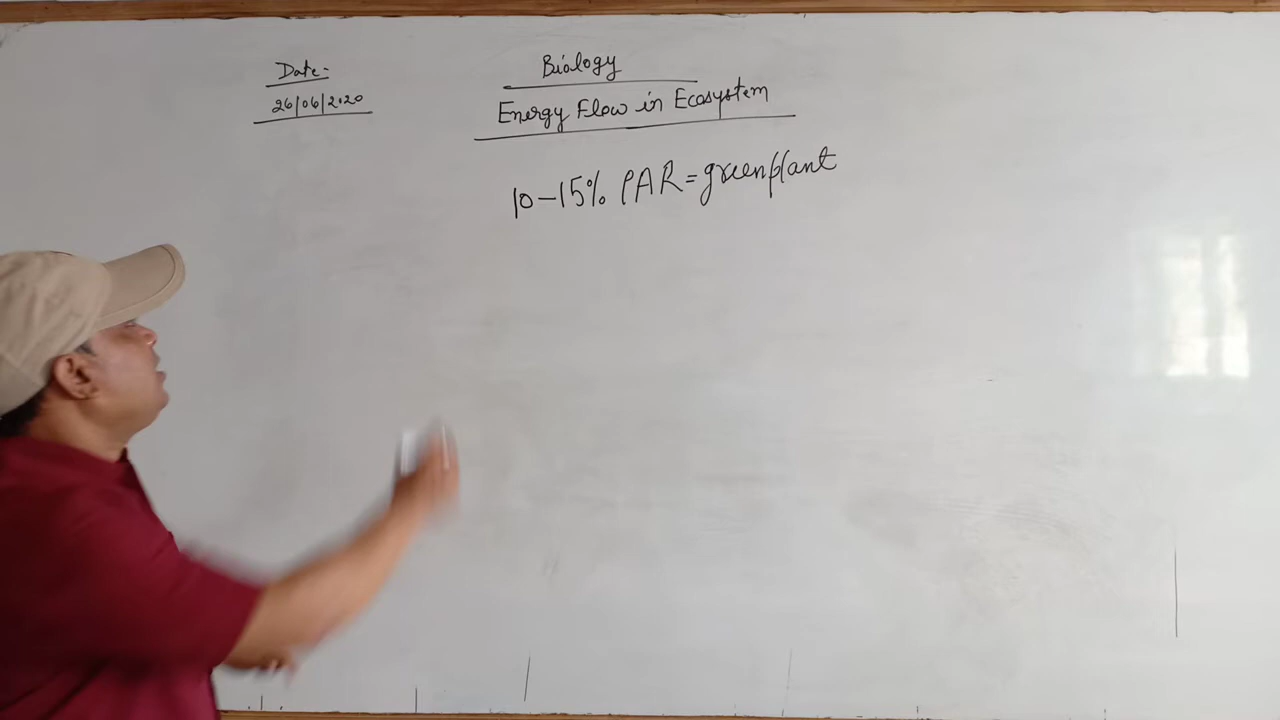 Date-
26/06/2020
Biology
Energy Flow in Ecosystem
10-15% PAR=greenplant